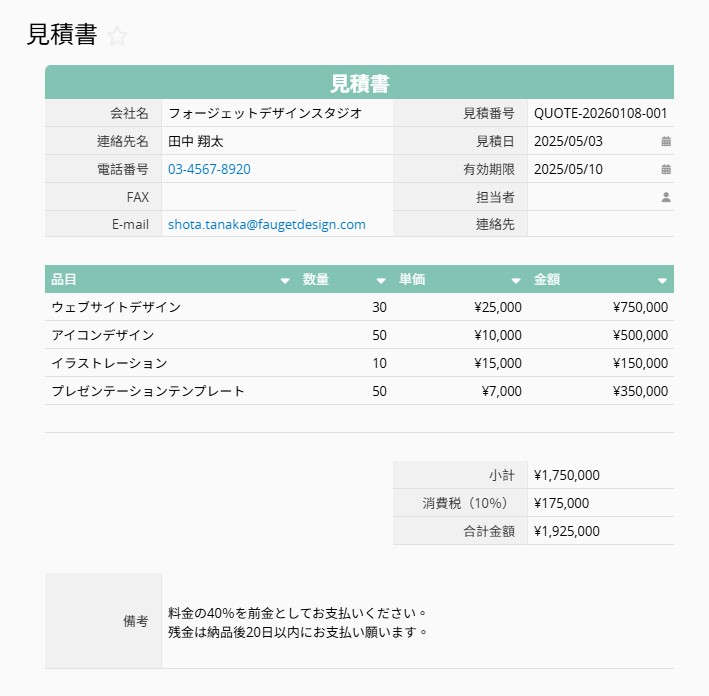 見積書
見積書
会社名 フォージェットデザインスタジオ 見積番号 QUOTE-20260108-001
連絡先名 田中 翔太 見積日 2025/05/03
電話番号 03-4567-8920 有効期限 2025/05/10
FAX 担当者
E-mail shota.tanaka@faugetdesign.com 連絡先
品目 数量 単価 金額
ウェブサイトデザイン 30 ¥25,000 ¥750,000
アイコンデザイン 50 ¥10,000 ¥500,000
イラストレーション 10 ¥15,000 ¥150,000
プレゼンテーションテンプレート 50 ¥7,000 ¥350,000
小計 ¥1,750,000
消費税（10%） ¥175,000
合計金額 ¥1,925,000
備考 料金の40%を前金としてお支払いください。
残金は納品後20日以内にお支払い願います。